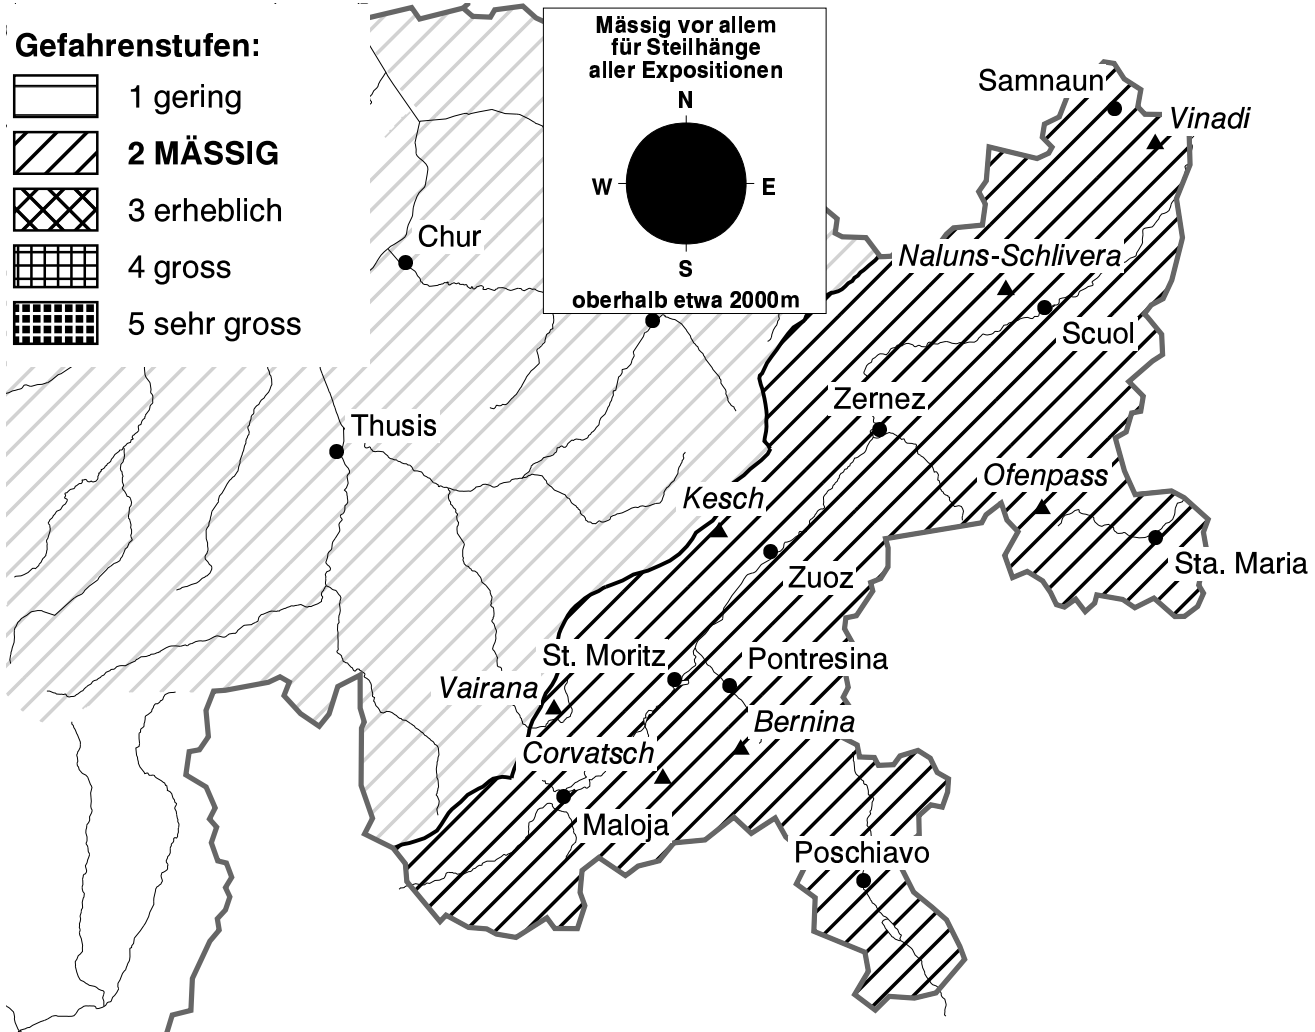 Gefahrenstufen:
1 gering
2 MÄSSIG
3 erheblich
4 gross
5 sehr gross
Mässig vor allem
für Steilhänge
aller Expositionen
N
W
E
S
oberhalb etwa 2000m
Samnaun
Vinadi
Chur
Naluns-Schlivera
Scuol
Zernez
Thusis
Ofenpass
Kesch
Sta. Maria
Zuoz
St. Moritz
Pontresina
Vairana
Bernina
Corvatsch
Maloja
Poschiavo